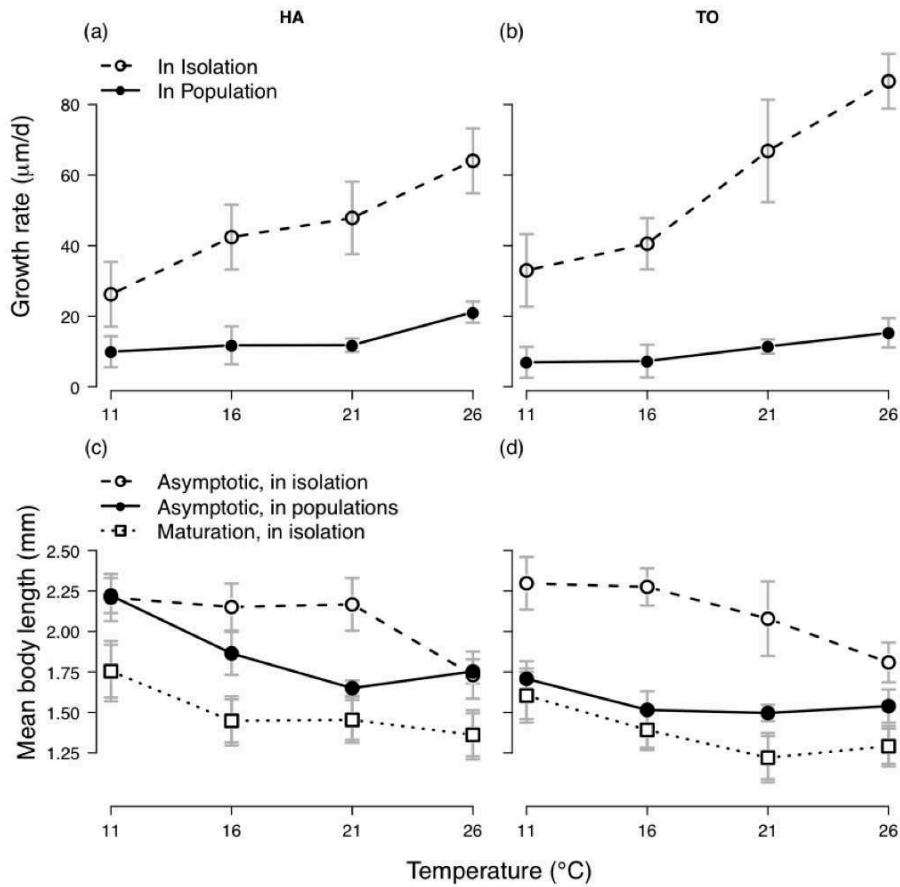 HA
TO
(a)
(b)
In Isolation
In Population
Growth rate (µm/d)
80
60
40
20
0
11 16 21 26
11 16 21 26
(c)
(d)
Asymptotic, in isolation
Asymptotic, in populations
Maturation, in isolation
Mean body length (mm)
2.50
2.25
2.00
1.75
1.50
1.25
11 16 21 26
11 16 21 26
Temperature (°C)